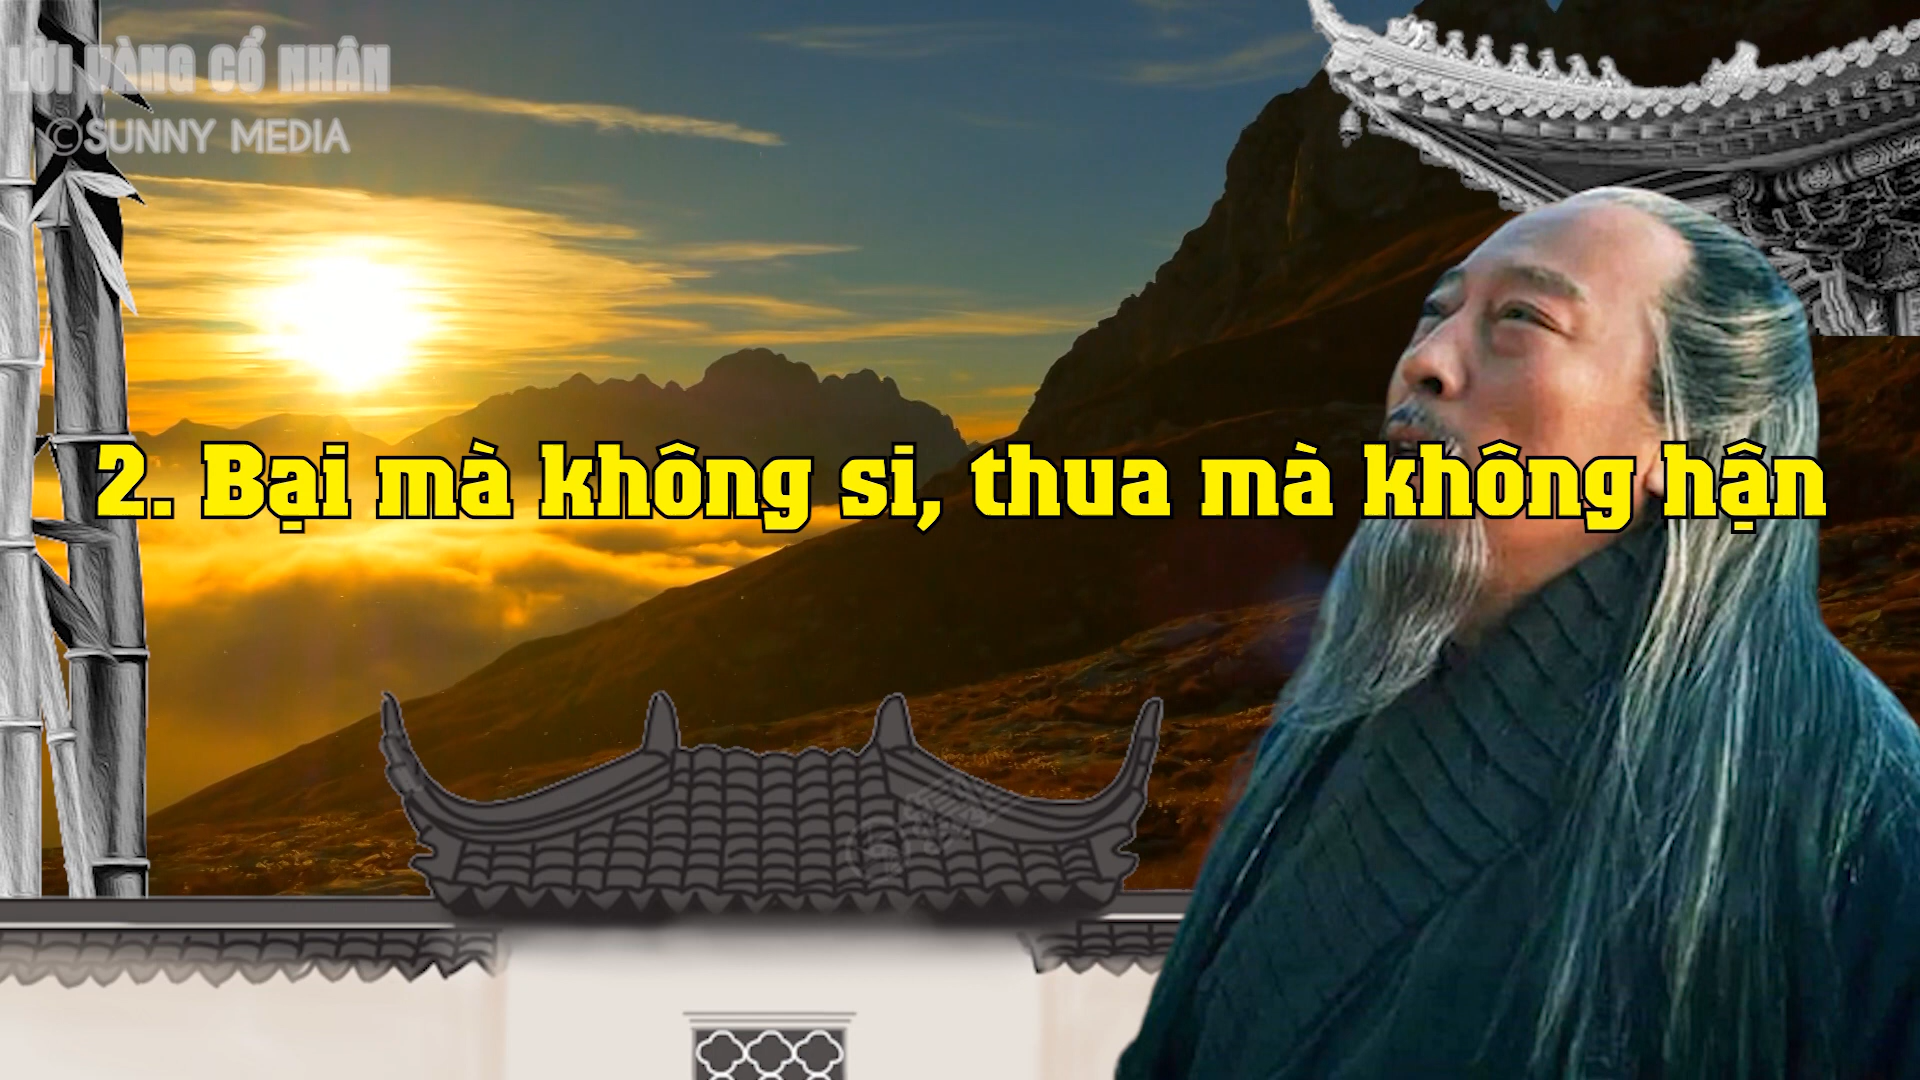 LỜI VÀNG CỔ NHÂN
©SUNNY MEDIA
2. Bại mà không si, thua mà không hận